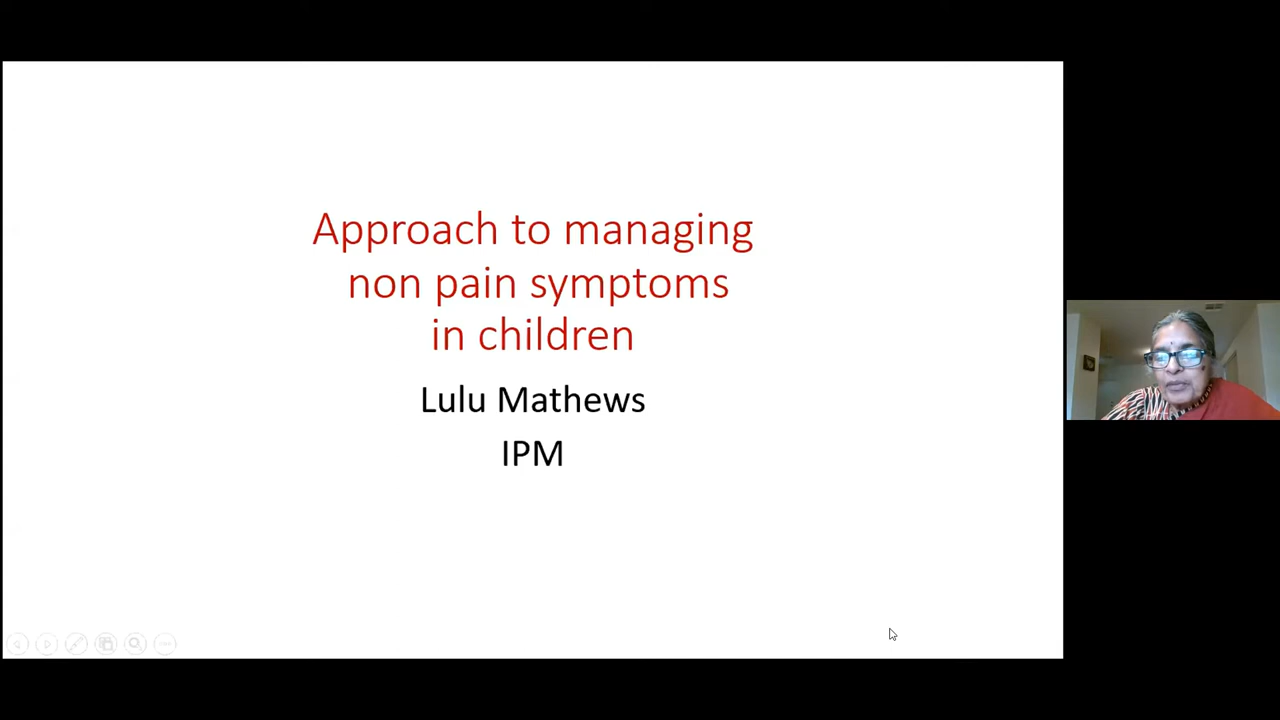 Approach to managing
non pain symptoms
in children
Lulu Mathews
IPM